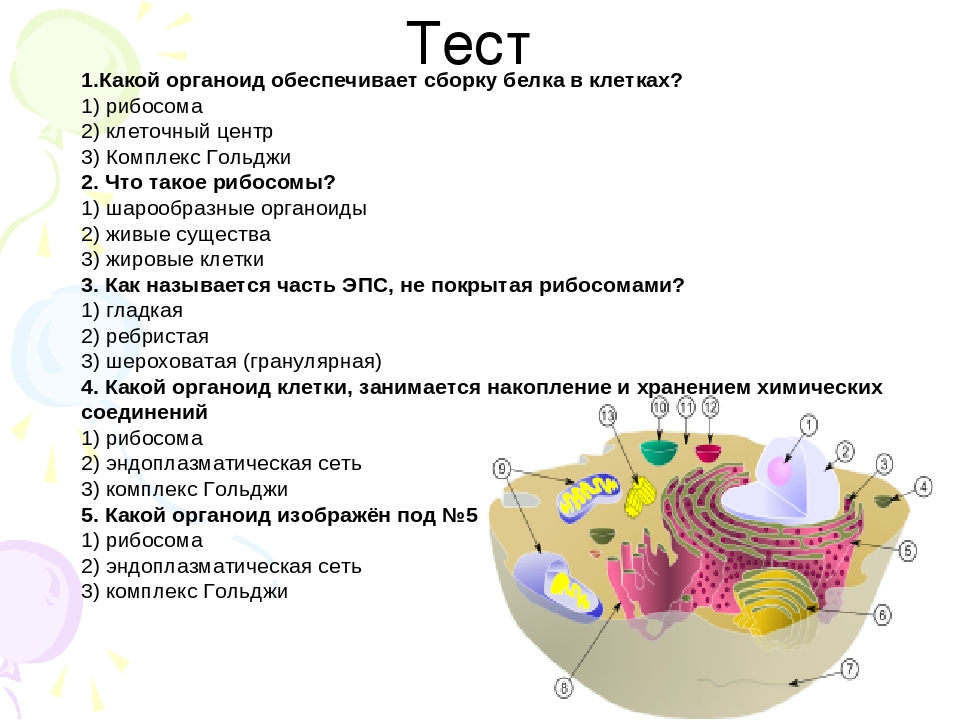 Тест
1.Какой органоид обеспечивает сборку белка в клетках?
1) рибосома
2) клеточный центр
3) Комплекс Гольджи
2. Что такое рибосомы?
1) шарообразные органоиды
2) живые существа
3) жировые клетки
3. Как называется часть ЭПС, не покрытая рибосомами?
1) гладкая
2) ребристая
3) шероховатая (гранулярная)
4. Какой органоид клетки, занимается накопление и хранением химических
соединений
1) рибосома
2) эндоплазматическая сеть
3) комплекс Гольджи
5. Какой органоид изображён под №5
1) рибосома
2) эндоплазматическая сеть
3) комплекс Гольджи
13 10 11 12
1
2
3
9
4
5
6
7
8